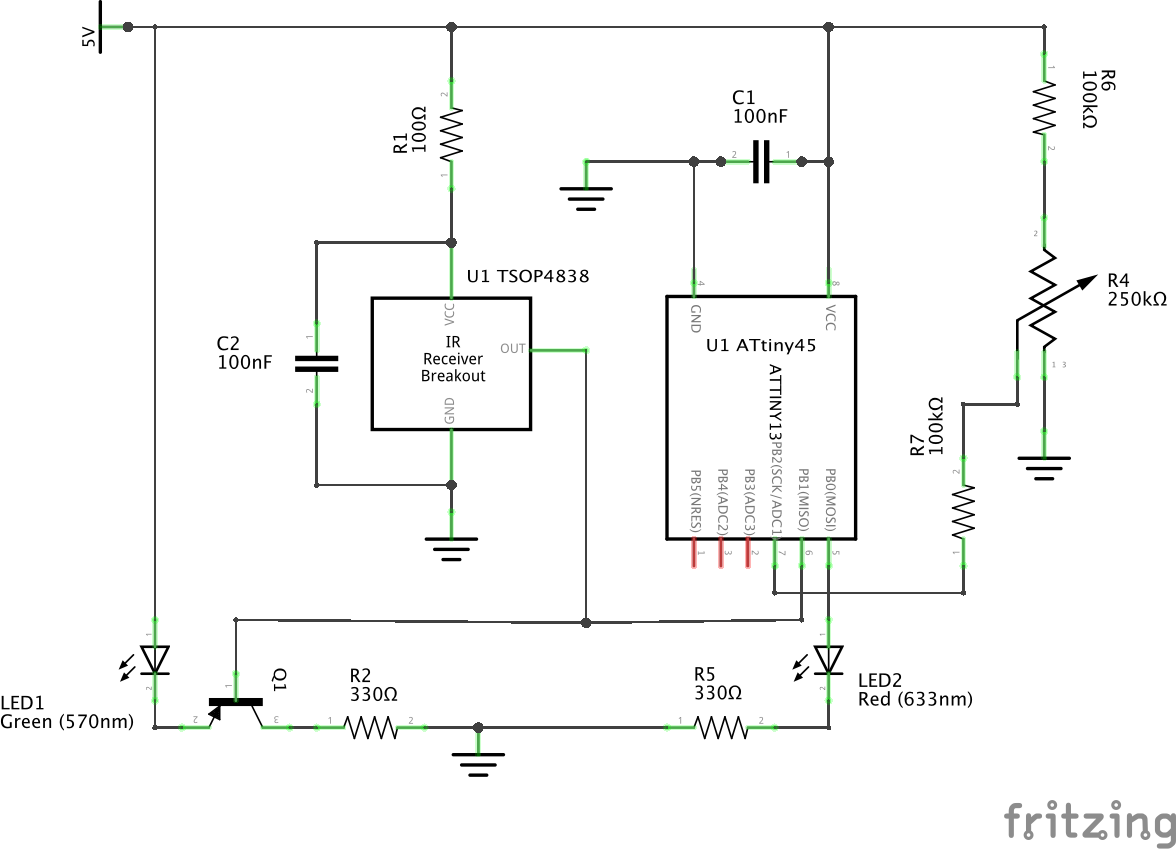 5V
R1
100Ω
2
1
C1
100nF
2
1
R6
100kΩ
1
2
U1 TSOP4838
VCC
IR
Receiver
Breakout
OUT
GND
C2
100nF
1
2
4
8
GND
VCC
U1 ATtiny45
ATTINY13
PB5(NRES)
PB4(ADC2)
PB3(ADC3)
PB2(SCK/ADC1)
PB1(MISO)
PB0(MOSI)
1
3
2
7
6
5
2
R4
250kΩ
1 3
R7
100kΩ
2
1
1
2
LED1
Green (570nm)
Q1
1
2
3
R2
330Ω
1
2
R5
330Ω
1
2
1
2
LED2
Red (633nm)
fritzing